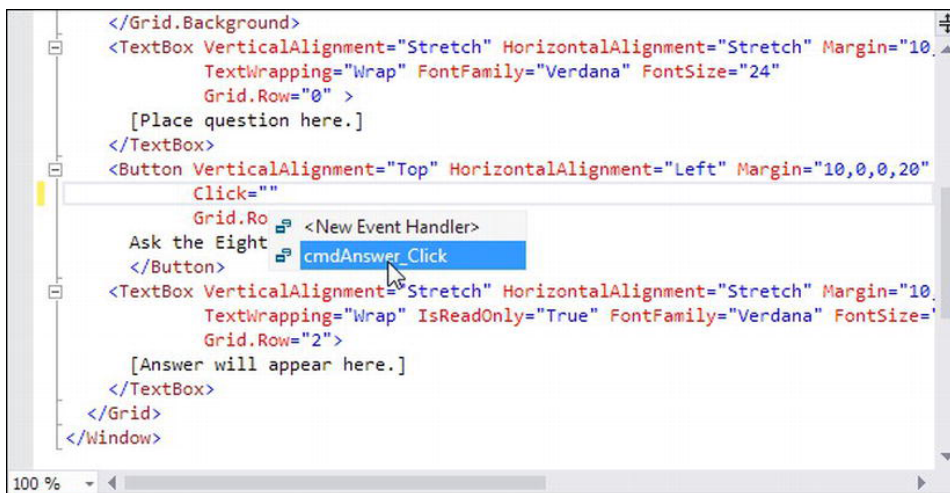 </Grid.Background>
<TextBox VerticalAlignment="Stretch" HorizontalAlignment="Stretch" Margin="10
TextWrapping="Wrap" FontFamily="Verdana" FontSize="24"
Grid.Row="0" >
[Place question here.]
</TextBox>
<Button VerticalAlignment="Top" HorizontalAlignment="Left" Margin="10,0,0,20"
Click=""
Grid.Ro
<New Event Handler>
Ask the Eight
cmdAnswer_Click
</Button>
<TextBox VerticalAlignment="Stretch" HorizontalAlignment="Stretch" Margin="10
TextWrapping="Wrap" IsReadOnly="True" FontFamily="Verdana" FontSize=
Grid.Row="2">
[Answer will appear here.]
</TextBox>
</Grid>
</Window>
100 %